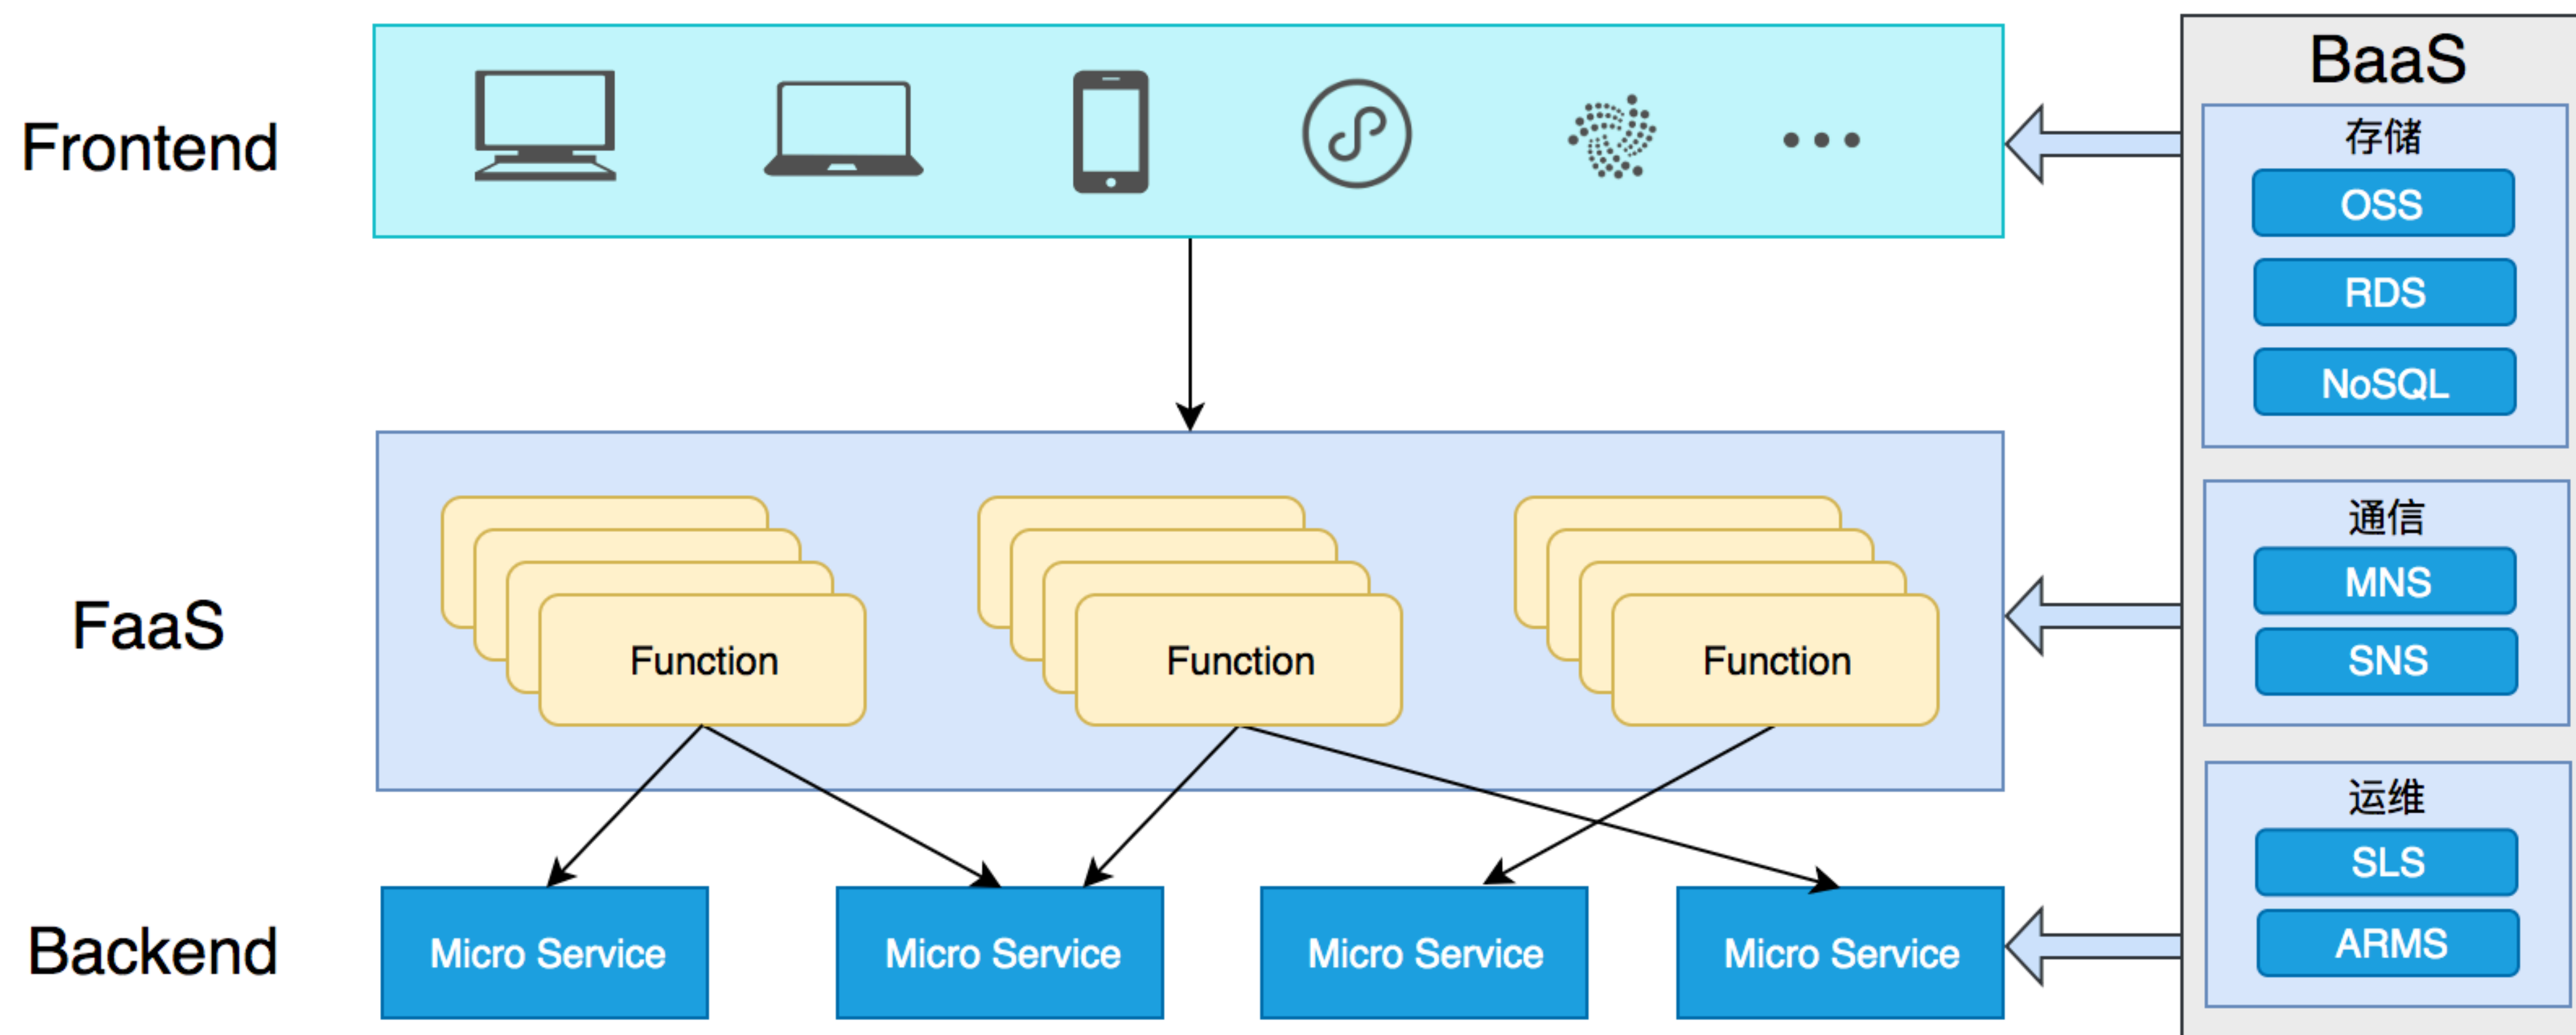 Frontend
FaaS
Function
Function
Function
Backend
Micro Service
Micro Service
Micro Service
Micro Service
BaaS
存储
OSS
RDS
NoSQL
通信
MNS
SNS
运维
SLS
ARMS